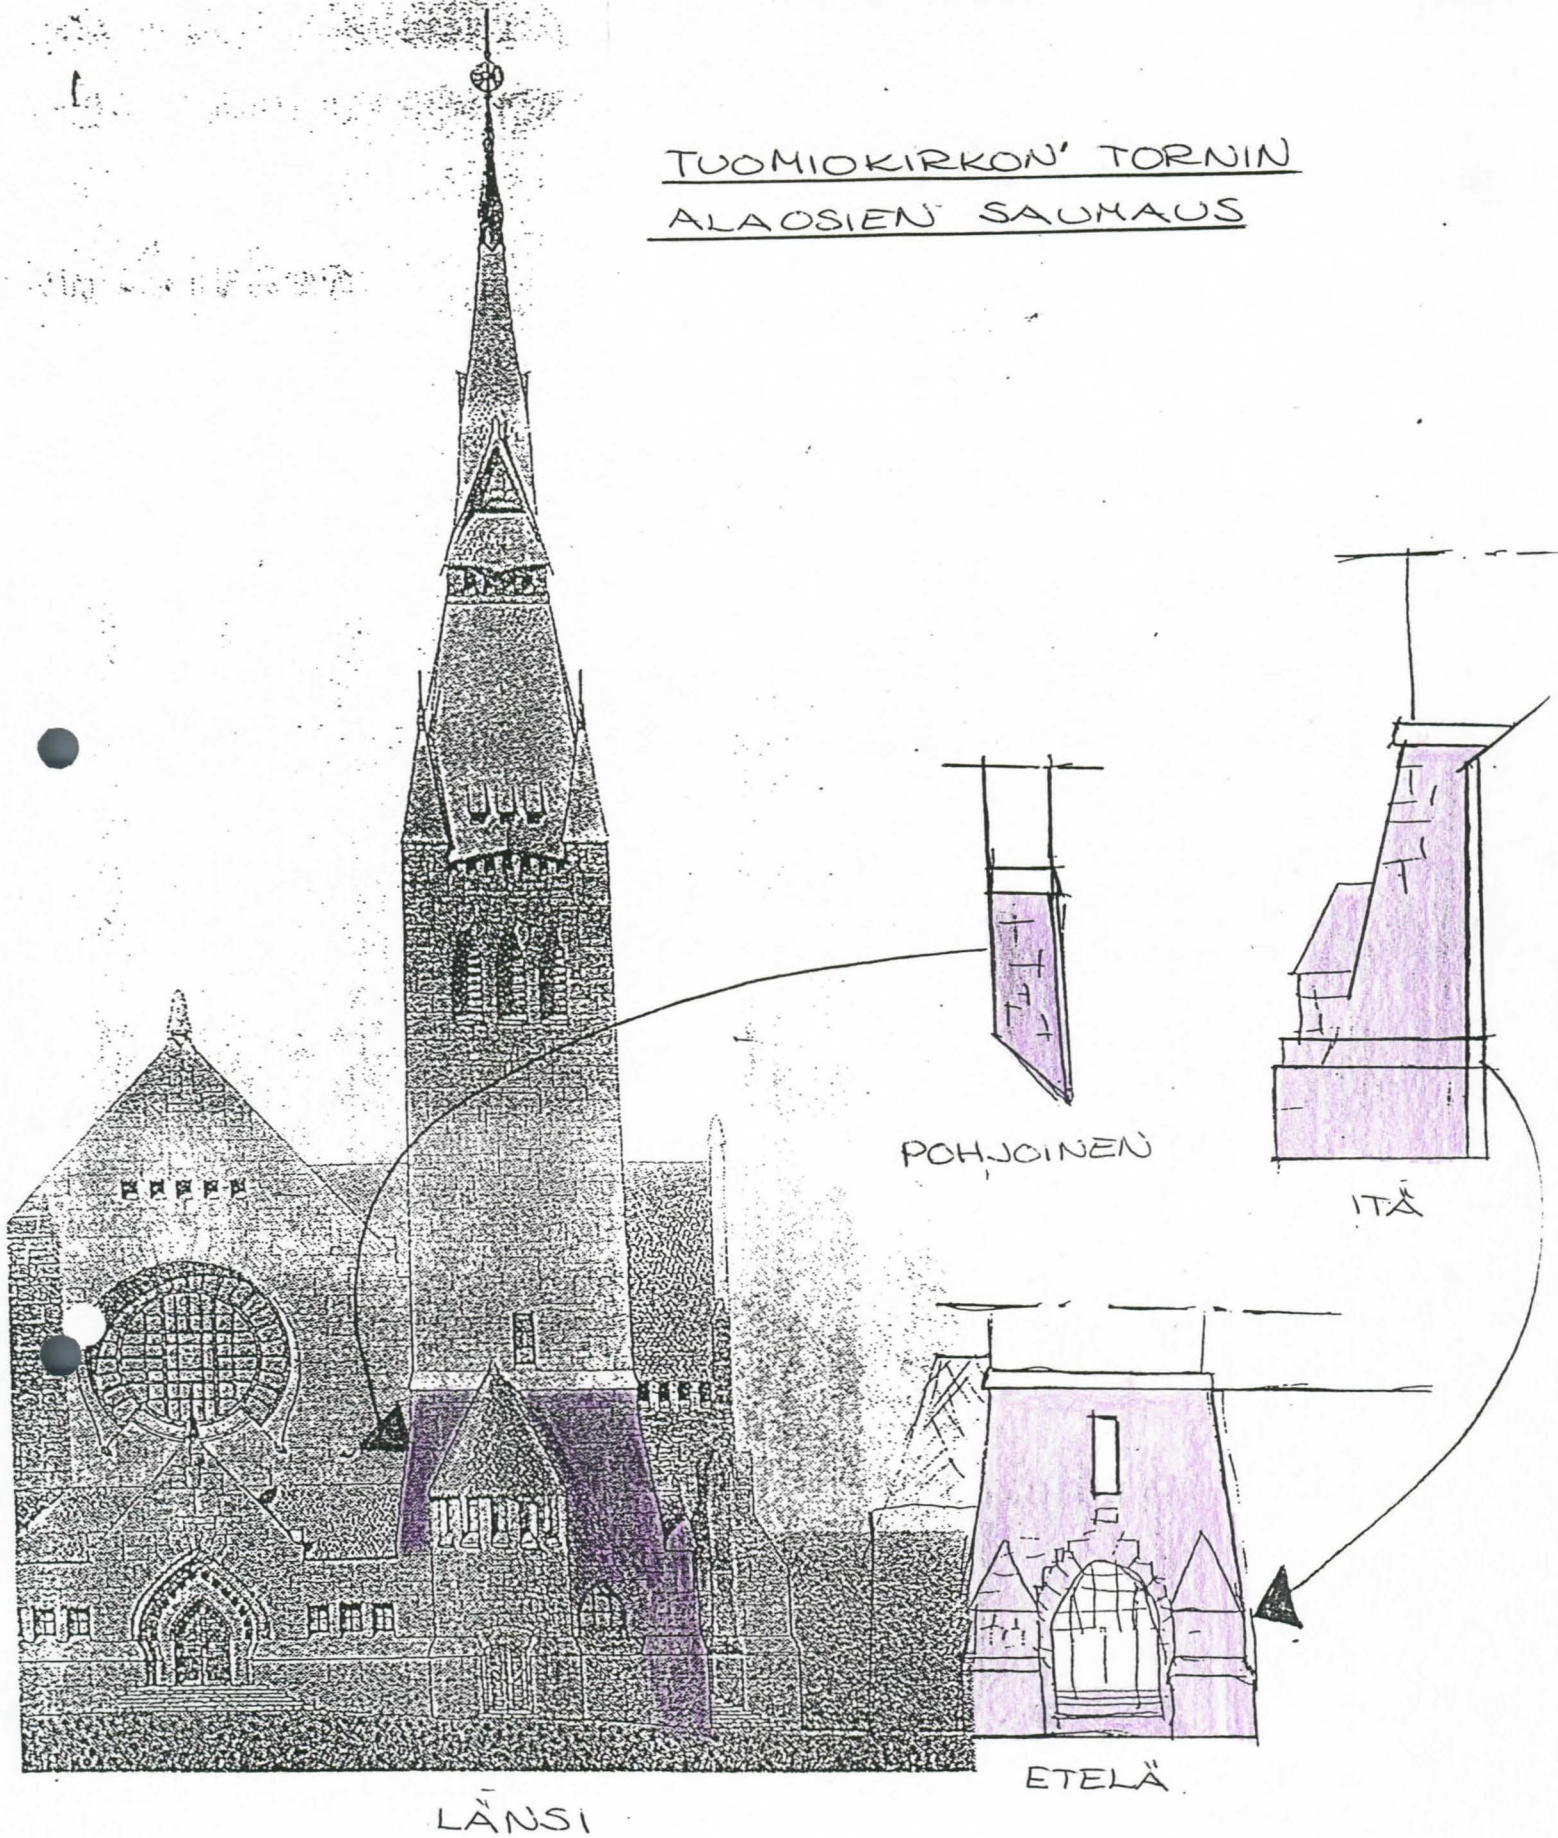 TUOMIOKIRKON' TORNIN
ALAOSIEN SAUMAUS
POHJOINEN
ITÄ
ETELÄ
LÄNSI